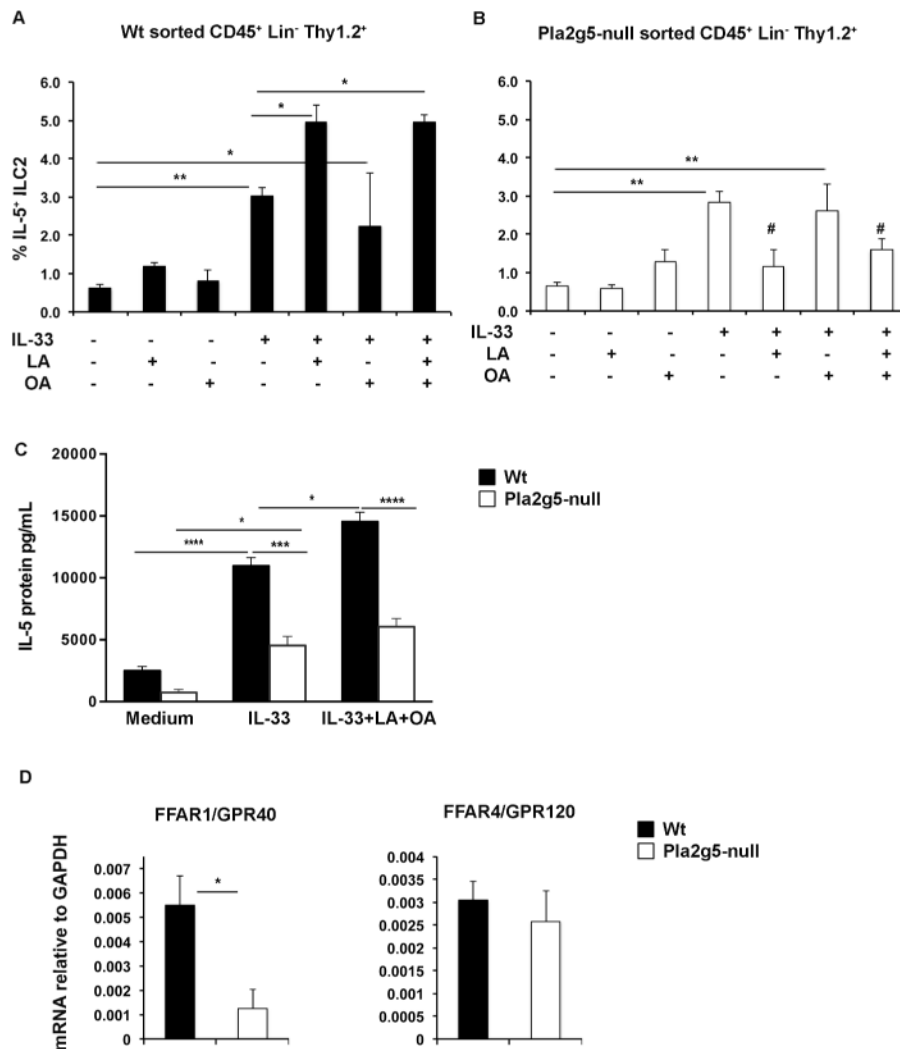 A
Wt sorted CD45⁺ Lin⁻ Thy1.2⁺
6.0
5.0
4.0
3.0
2.0
1.0
0.0
% IL-5⁺ ILC2
*
*
*
**
IL-33 - - - + + + +
LA - + - - + - +
OA - - + - - + +
B
Pla2g5-null sorted CD45⁺ Lin⁻ Thy1.2⁺
6.0
5.0
4.0
3.0
2.0
1.0
0.0
**
**
# #
- - - + + + +
- + - - + - +
- - + - - + +
C
20000
15000
10000
5000
0
IL-5 protein pg/mL
* ****
*
**** ***
Medium IL-33 IL-33+LA+OA
Wt
Pla2g5-null
D
FFAR1/GPR40
0.007
0.006
0.005
0.004
0.003
0.002
0.001
0
mRNA relative to GAPDH
*
FFAR4/GPR120
0.004
0.0035
0.003
0.0025
0.002
0.0015
0.001
0.0005
0
Wt
Pla2g5-null